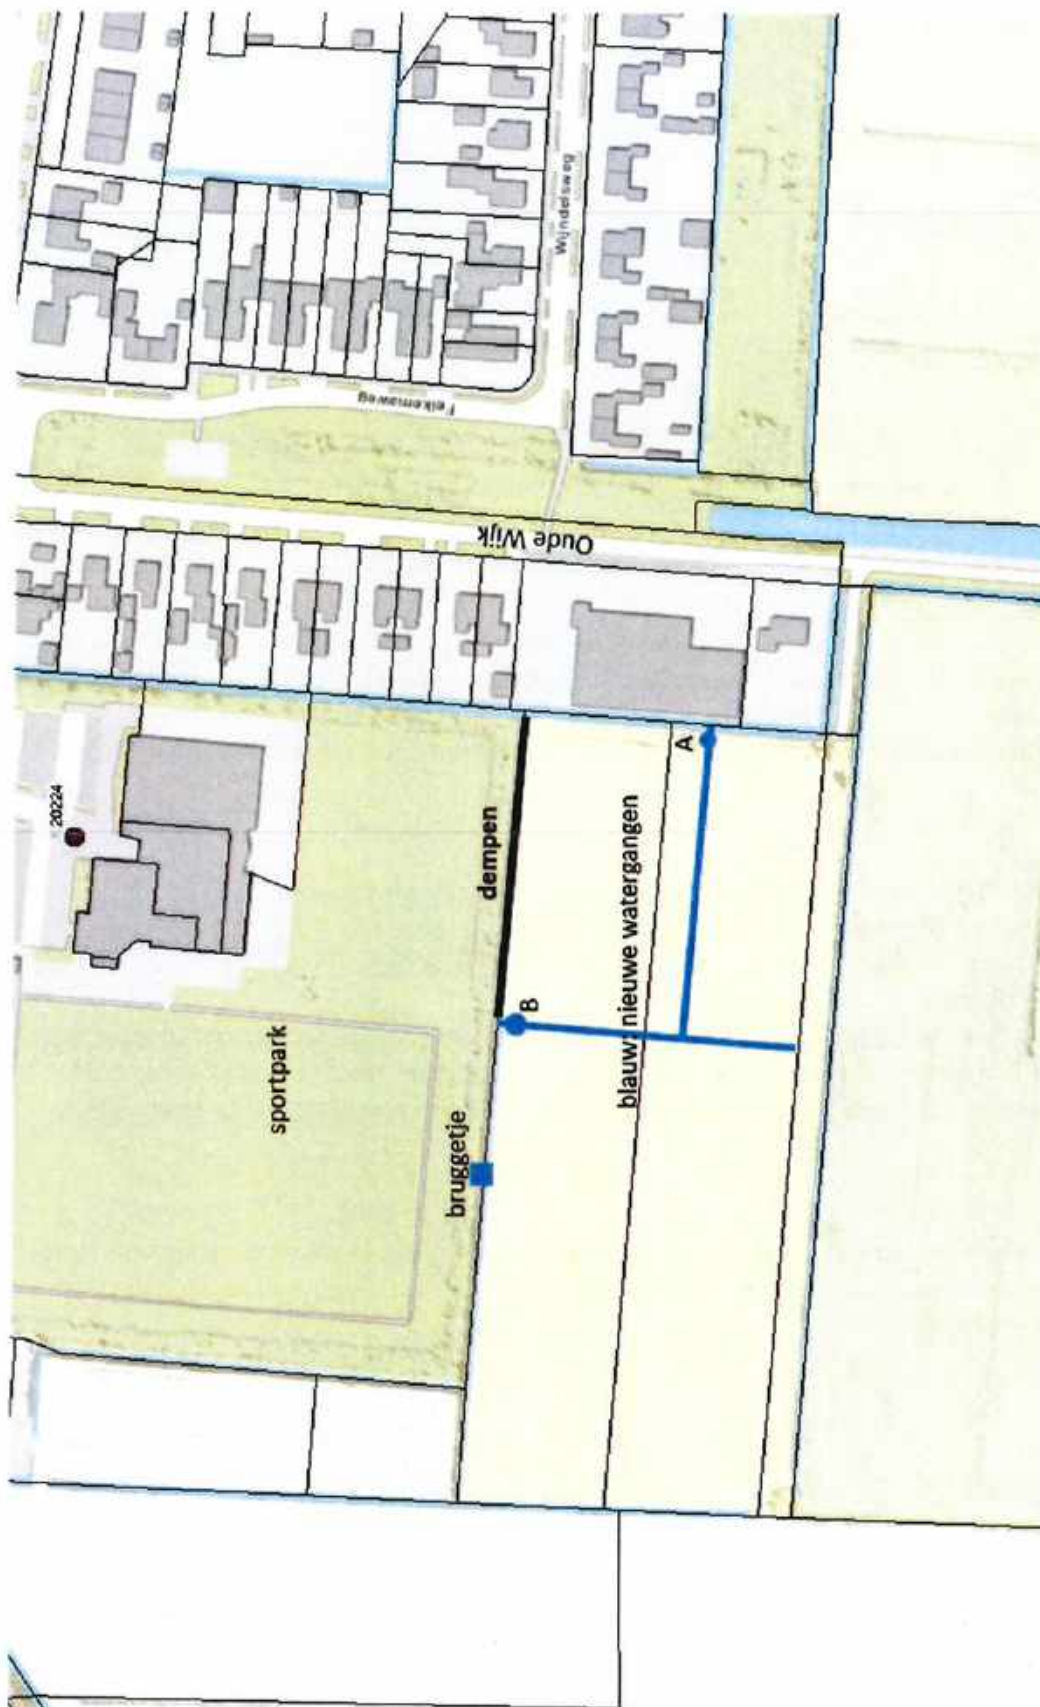 Wijndelsweg
Feikemaweg
Oude Wijk
20224
dempen
A
blauw: nieuwe watergangen
B
sportpark
bruggetje